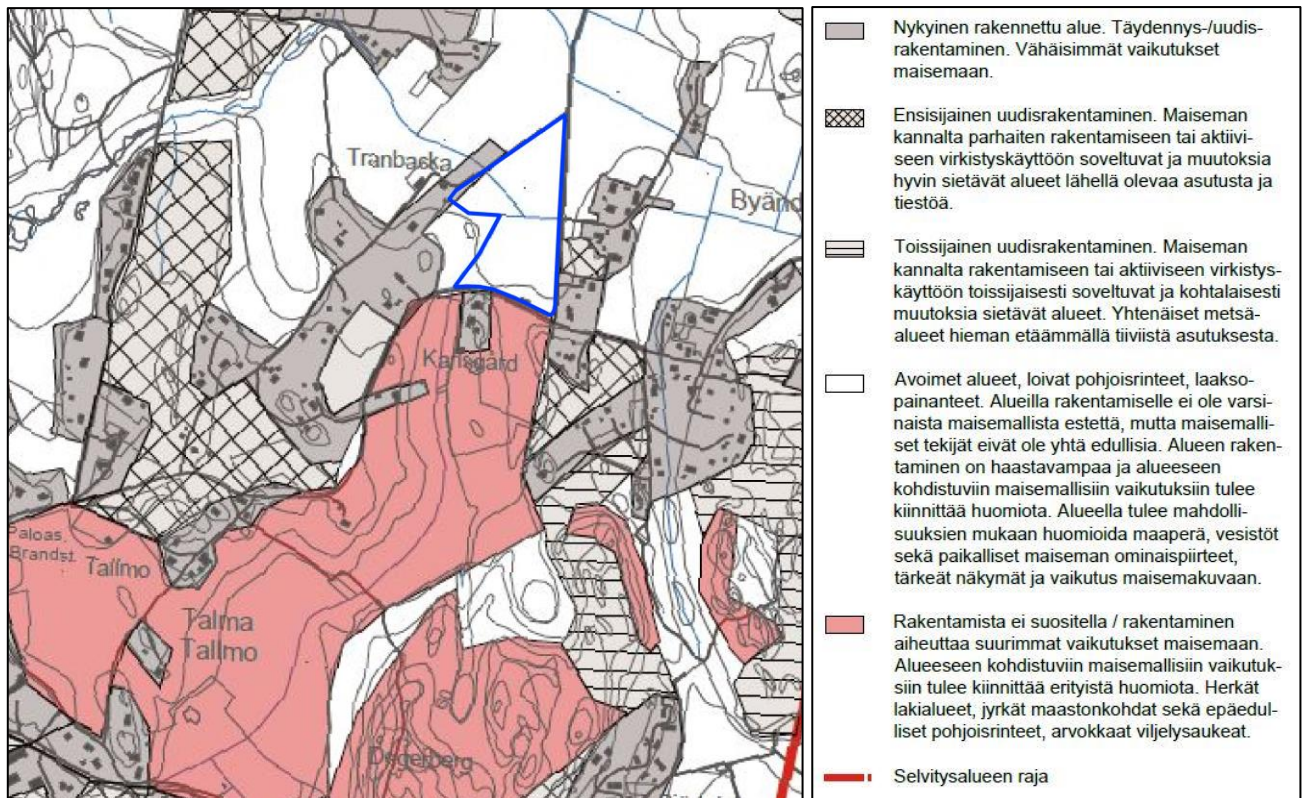 Tranbacka
Byänd
Karlsgård
Paloas.
Brandst.
Tallmo
Talma
Tallmo
Degerberg
Nykyinen rakennettu alue. Täydennys-/uudis-
rakentaminen. Vähäisimmät vaikutukset
maisemaan.
Ensisijainen uudisrakentaminen. Maiseman
kannalta parhaiten rakentamiseen tai aktiivi-
seen virkistyskäyttöön soveltuvat ja muutoksia
hyvin sietävät alueet lähellä olevaa asutusta ja
tiestöä.
Toissijainen uudisrakentaminen. Maiseman
kannalta rakentamiseen tai aktiiviseen virkistys-
käyttöön toissijaisesti soveltuvat ja kohtalaisesti
muutoksia sietävät alueet. Yhtenäiset metsä-
alueet hieman etäämmällä tiiviistä asutuksesta.
Avoimet alueet, loivat pohjoisrinteet, laakso-
painanteet. Alueilla rakentamiselle ei ole varsi-
naista maisemallista estettä, mutta maisemalli-
set tekijät eivät ole yhtä edullisia. Alueen raken-
taminen on haastavampaa ja alueeseen
kohdistuviin maisemallisiin vaikutuksiin tulee
kiinnittää huomiota. Alueella tulee mahdolli-
suuksien mukaan huomioida maaperä, vesistöt
sekä paikalliset maiseman ominaispiirteet,
tärkeät näkymät ja vaikutus maisemakuvaan.
Rakentamista ei suositella / rakentaminen
aiheuttaa suurimmat vaikutukset maisemaan.
Alueeseen kohdistuviin maisemallisiin vaikutuk-
siin tulee kiinnittää erityistä huomiota. Herkät
lakialueet, jyrkät maastonkohdat sekä epäedul-
liset pohjoisrinteet, arvokkaat viljelysaukeat.
Selvitysalueen raja